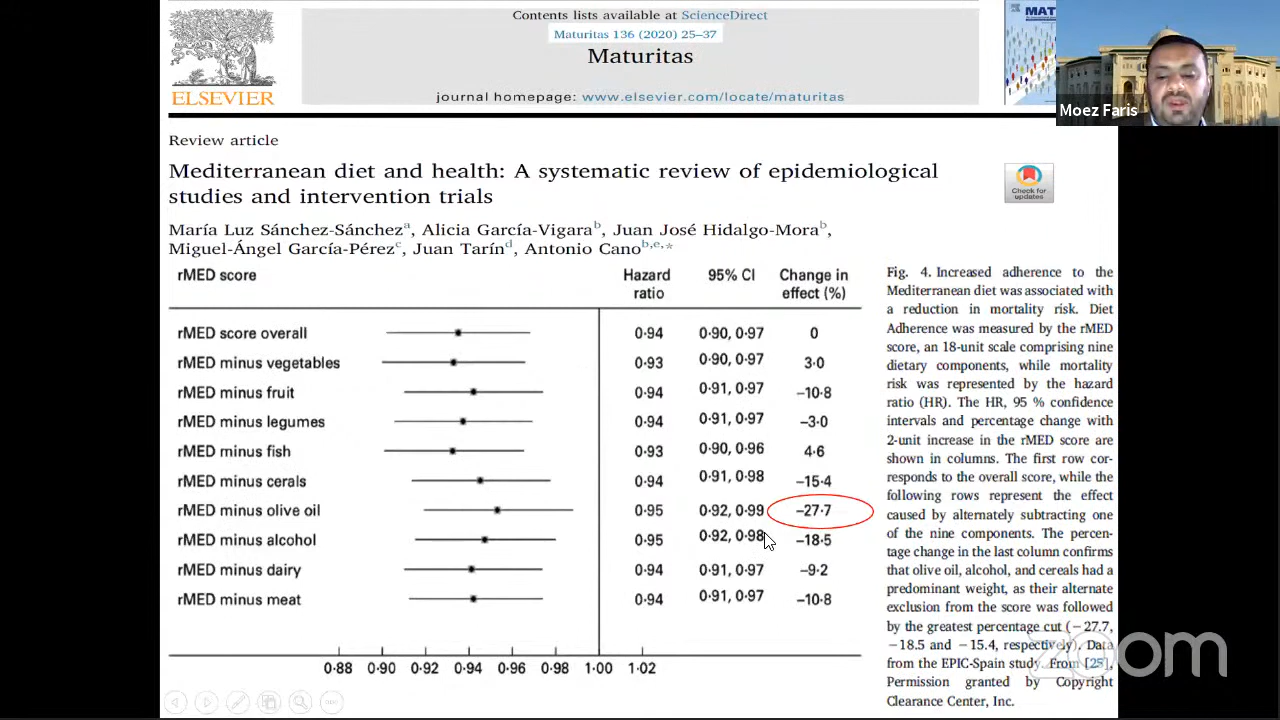 Contents lists available at ScienceDirect
Maturitas 136 (2020) 25–37
Maturitas
journal homepage: www.elsevier.com/locate/maturitas
ELSEVIER
MAT
Moez Faris
Review article
Mediterranean diet and health: A systematic review of epidemiological
studies and intervention trials
Check for
updates
María Luz Sánchez-Sánchezᵃ, Alicia García-Vigaraᵇ, Juan José Hidalgo-Moraᵇ,
Miguel-Ángel García-Pérezᶜ, Juan Tarínᵈ, Antonio Canoᵇ,ᵉ,*
rMED score Hazard ratio 95% CI Change in effect (%)
rMED score overall 0·94 0·90, 0·97 0
rMED minus vegetables 0·93 0·90, 0·97 3·0
rMED minus fruit 0·94 0·91, 0·97 –10·8
rMED minus legumes 0·94 0·91, 0·97 –3·0
rMED minus fish 0·93 0·90, 0·96 4·6
rMED minus cerals 0·94 0·91, 0·98 –15·4
rMED minus olive oil 0·95 0·92, 0·99 –27·7
rMED minus alcohol 0·95 0·92, 0·98 –18·5
rMED minus dairy 0·94 0·91, 0·97 –9·2
rMED minus meat 0·94 0·91, 0·97 –10·8
0·88 0·90 0·92 0·94 0·96 0·98 1·00 1·02
Fig. 4. Increased adherence to the
Mediterranean diet was associated with
a reduction in mortality risk. Diet
Adherence was measured by the rMED
score, an 18-unit scale comprising nine
dietary components, while mortality
risk was represented by the hazard
ratio (HR). The HR, 95 % confidence
intervals and percentage change with
2-unit increase in the rMED score are
shown in columns. The first row cor-
responds to the overall score, while the
following rows represent the effect
caused by alternately subtracting one
of the nine components. The percen-
tage change in the last column confirms
that olive oil, alcohol, and cereals had a
predominant weight, as their alternate
exclusion from the score was followed
by the greatest percentage cut (−27.7,
−18.5 and −15.4, respectively). Data
from the EPIC-Spain study. From [25],
Permission granted by Copyright
Clearance Center, Inc.
zoom